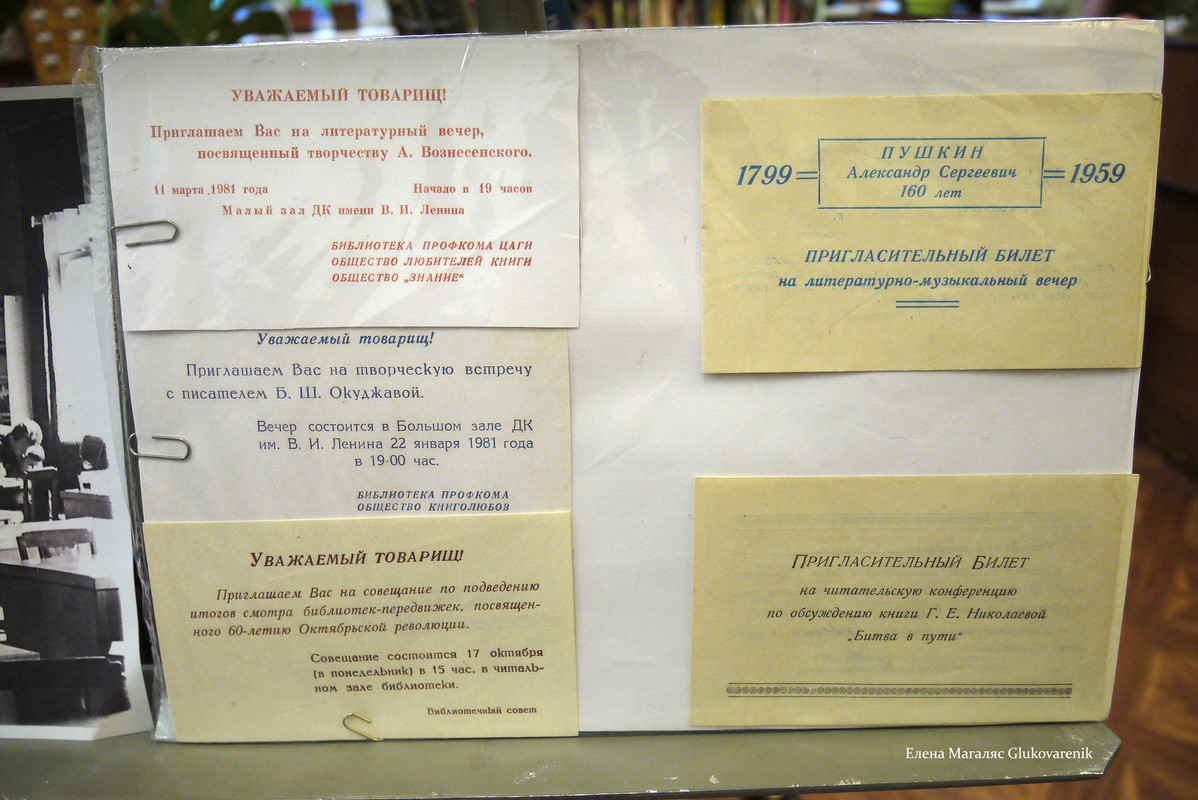 УВАЖАЕМЫЙ ТОВАРИЩ!
Приглашаем Вас на литературный вечер,
посвященный творчеству А. Вознесенского.
11 марта 1981 года Начало в 19 часов
Малый зал ДК имени В. И. Ленина
БИБЛИОТЕКА ПРОФКОМА ЦАГИ
ОБЩЕСТВО ЛЮБИТЕЛЕЙ КНИГИ
ОБЩЕСТВО „ЗНАНИЕ“
Уважаемый товарищ!
Приглашаем Вас на творческую встречу
с писателем Б. Ш. Окуджавой.
Вечер состоится в Большом зале ДК
им. В. И. Ленина 22 января 1981 года
в 19-00 час.
БИБЛИОТЕКА ПРОФКОМА
ОБЩЕСТВО КНИГОЛЮБОВ
УВАЖАЕМЫЙ ТОВАРИЩ!
Приглашаем Вас на совещание по подведению
итогов смотра библиотек-передвижек, посвящен-
ного 60-летию Октябрьской революции.
Совещание состоится 17 октября
(в понедельник) в 15 час. в читаль-
ном зале библиотеки.
Библиотечный совет
1799 = ПУШКИН = 1959
Александр Сергеевич
160 лет
ПРИГЛАСИТЕЛЬНЫЙ БИЛЕТ
на литературно-музыкальный вечер
ПРИГЛАСИТЕЛЬНЫЙ БИЛЕТ
на читательскую конференцию
по обсуждению книги Г. Е. Николаевой
„Битва в пути“
Елена Магаляс Glukovarenik